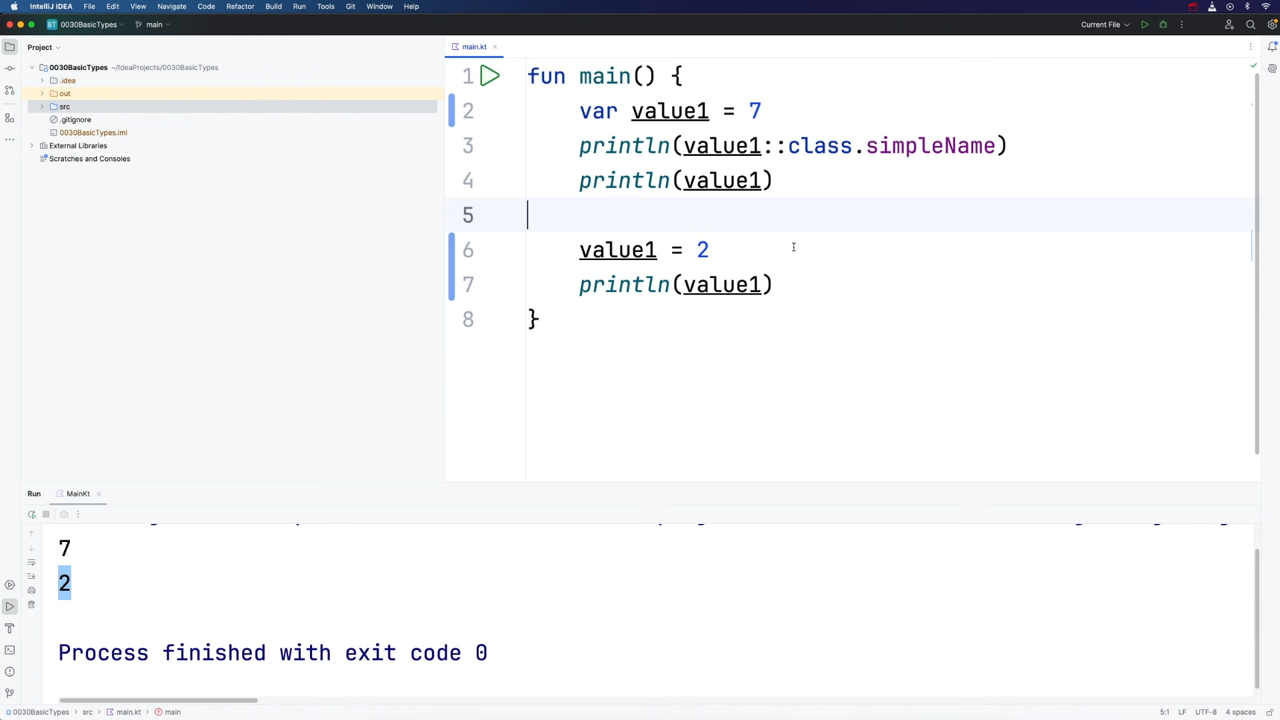 IntelliJ IDEA File Edit View Navigate Code Refactor Build Run Tools Git Window Help
BT 0030BasicTypes main Current File
Project
main.kt
0030BasicTypes ~/IdeaProjects/0030BasicTypes
.idea
out
src
.gitignore
0030BasicTypes.iml
External Libraries
Scratches and Consoles
1 fun main() {
2 var value1 = 7
3 println(value1::class.simpleName)
4 println(value1)
5
6 value1 = 2
7 println(value1)
8 }
Run MainKt
7
2
Process finished with exit code 0
0030BasicTypes src main.kt main 5:1 LF UTF-8 4 spaces